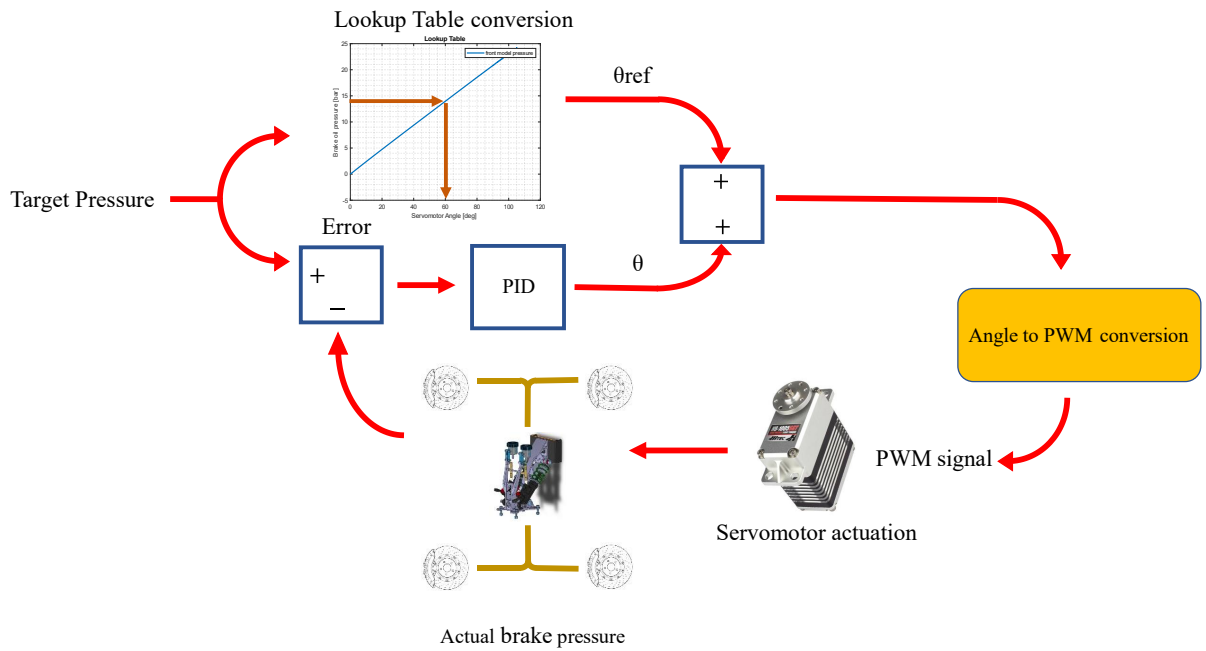 Lookup Table conversion
Lookup Table
front model pressure
25
20
15
10
5
0
-5
Brake oil pressure [bar]
0 20 40 60 80 100 120
Servomotor Angle [deg]
θref
+
+
Target Pressure
Error
+
−
PID
θ
Angle to PWM conversion
PWM signal
Servomotor actuation
Actual brake pressure